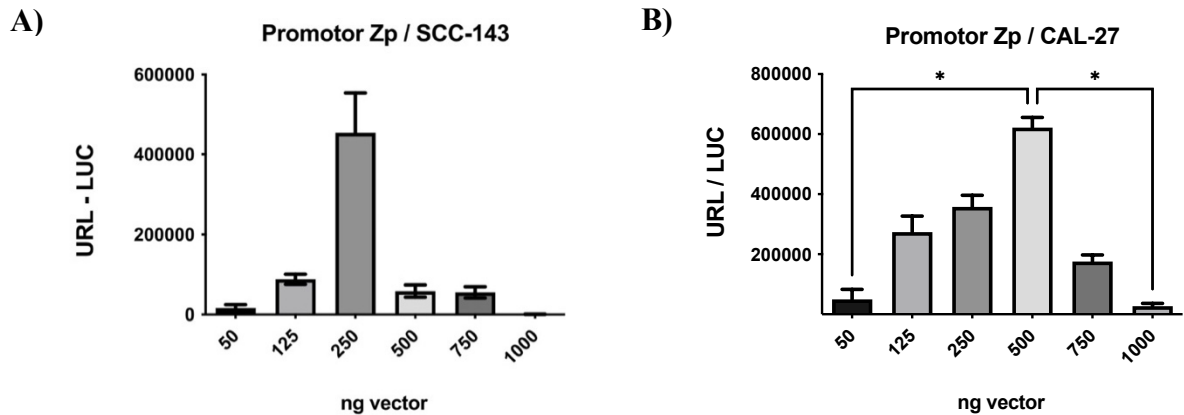 A)
Promotor Zp / SCC-143
600000
400000
200000
0
URL - LUC
50
125
250
500
750
1000
ng vector
B)
Promotor Zp / CAL-27
800000
600000
400000
200000
URL / LUC
*
*
50
125
250
500
750
1000
ng vector